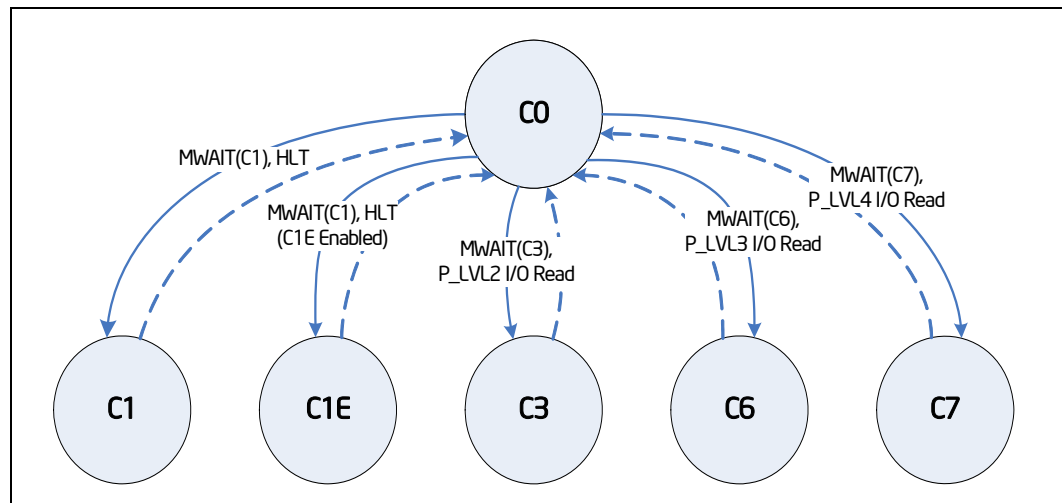 C0
MWAIT(C1), HLT
MWAIT(C1), HLT
(C1E Enabled)
MWAIT(C3),
P_LVL2 I/O Read
MWAIT(C6),
P_LVL3 I/O Read
MWAIT(C7),
P_LVL4 I/O Read
C1
C1E
C3
C6
C7